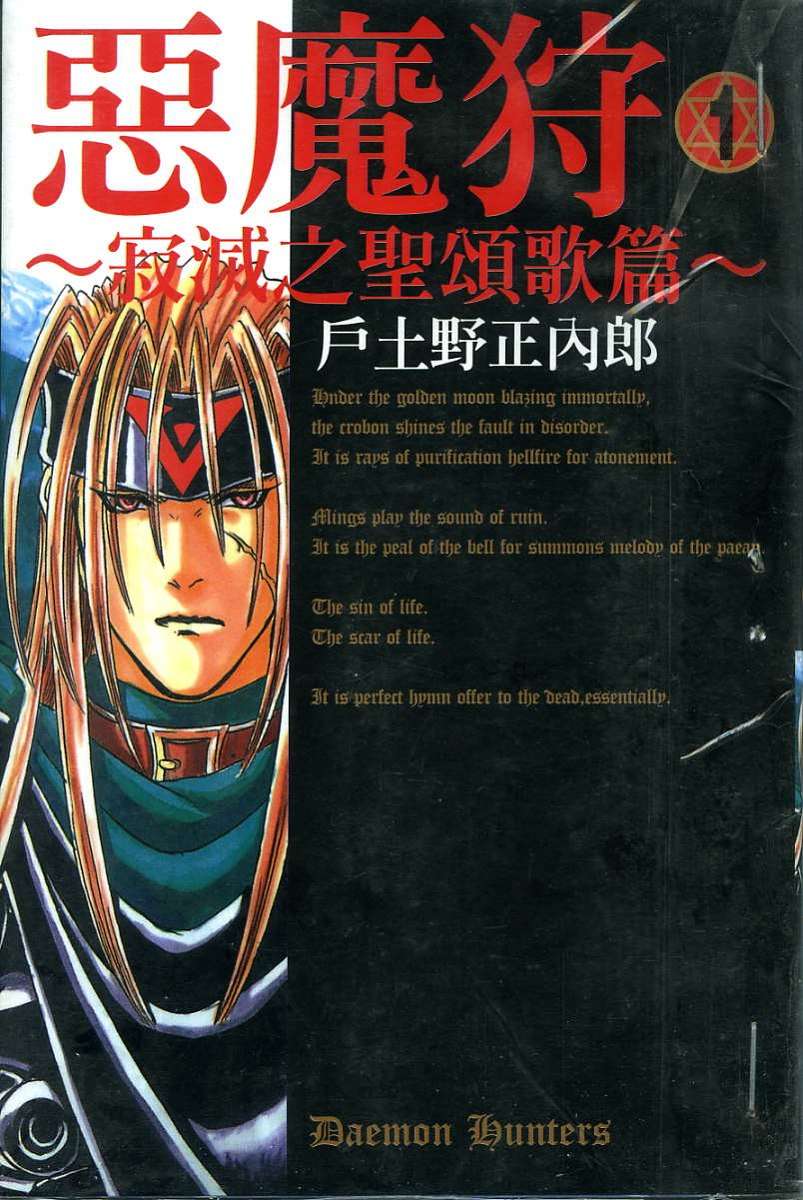 惡魔狩
1
～寂滅之聖頌歌篇～
戶土野正內郎
Hnder the golden moon blazing immortally,
the crobon shines the fault in disorder.
It is rays of purification hellfire for atonement.
Mings play the sound of ruin.
It is the peal of the bell for summons melody of the paean.
The sin of life.
The scar of life.
It is perfect hymn offer to the dead,essentially.
Daemon Hunters